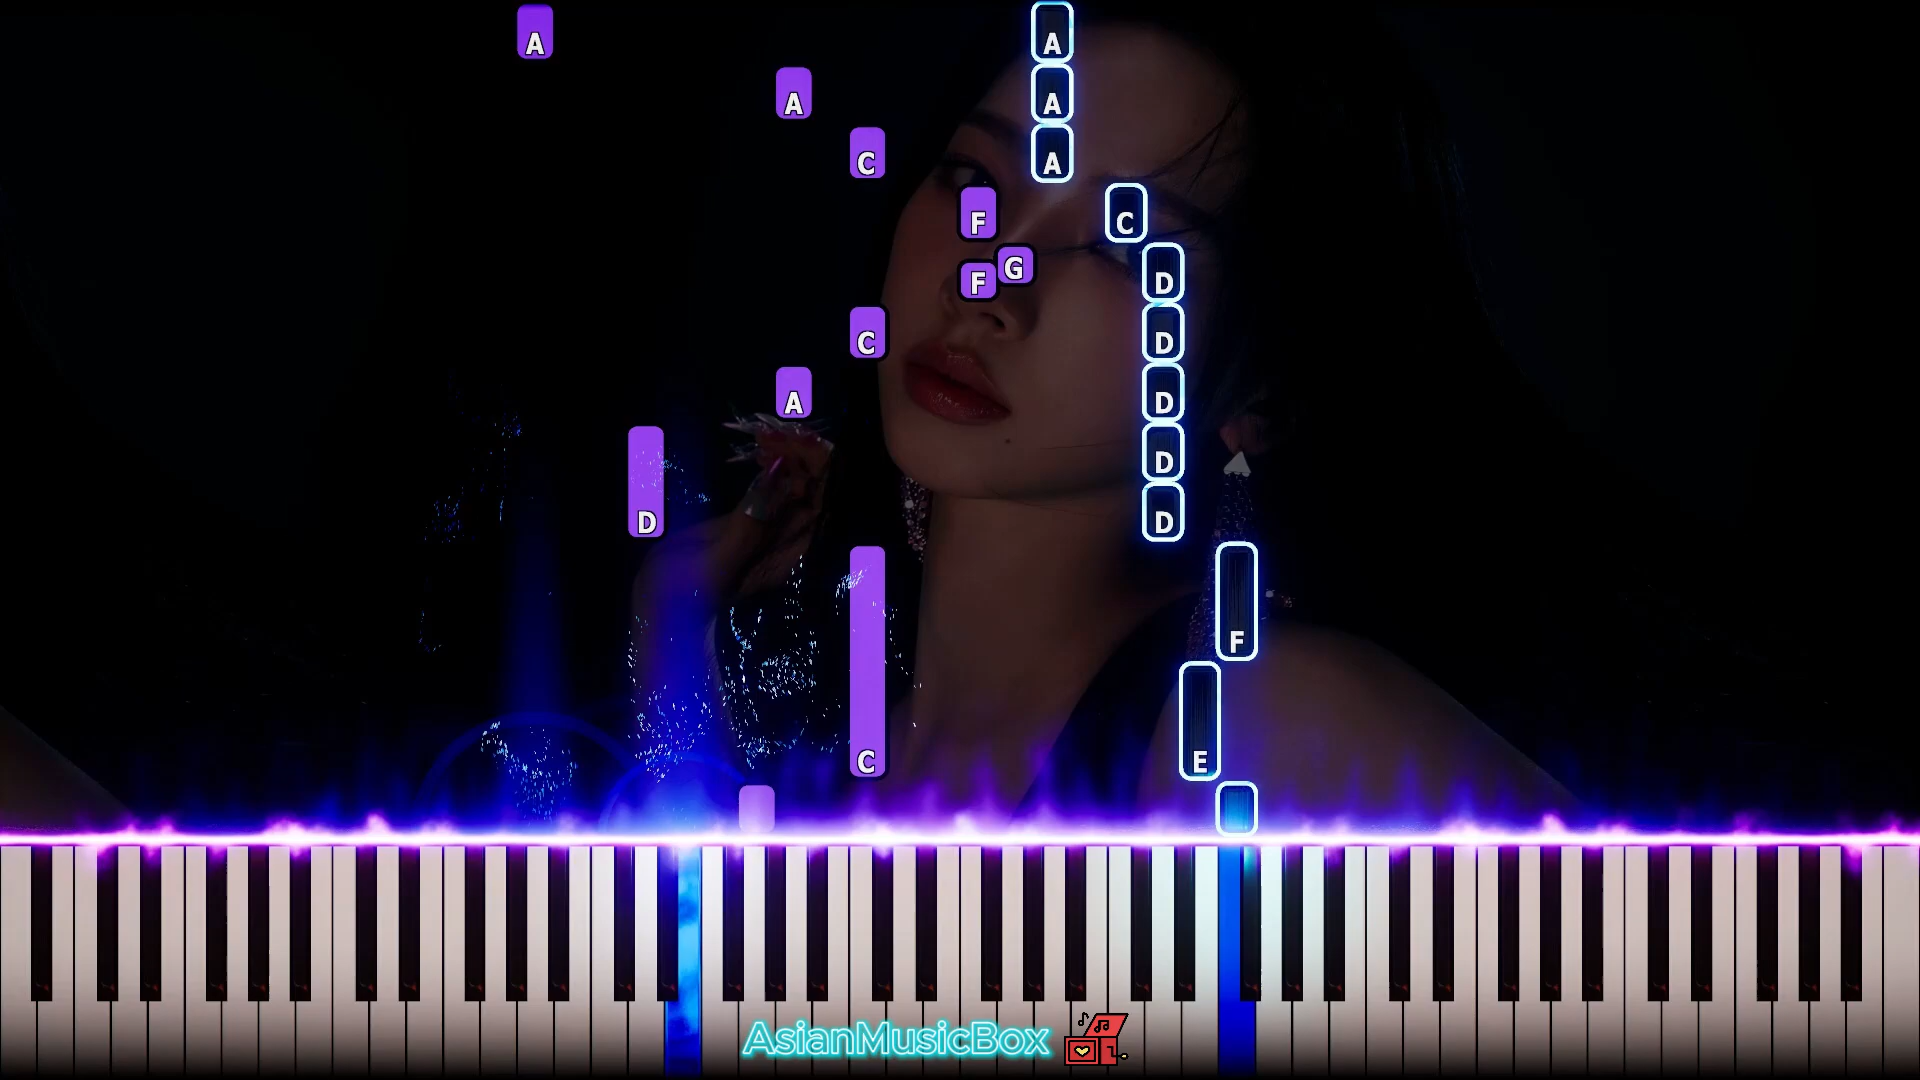 A A
A A
C A
F C
G
F D
C D
A D
D
D D
F
C E
AsianMusicBox